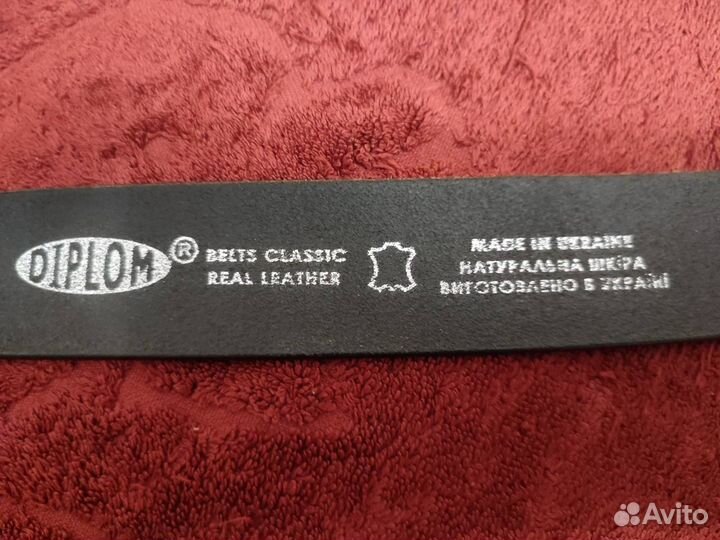 DIPLOM®
BELTS CLASSIC
REAL LEATHER
MADE IN UKRAINE
НАТУРАЛЬНА ШКІРА
ВИГОТОВЛЕНО В УКРАЇНІ
Avito